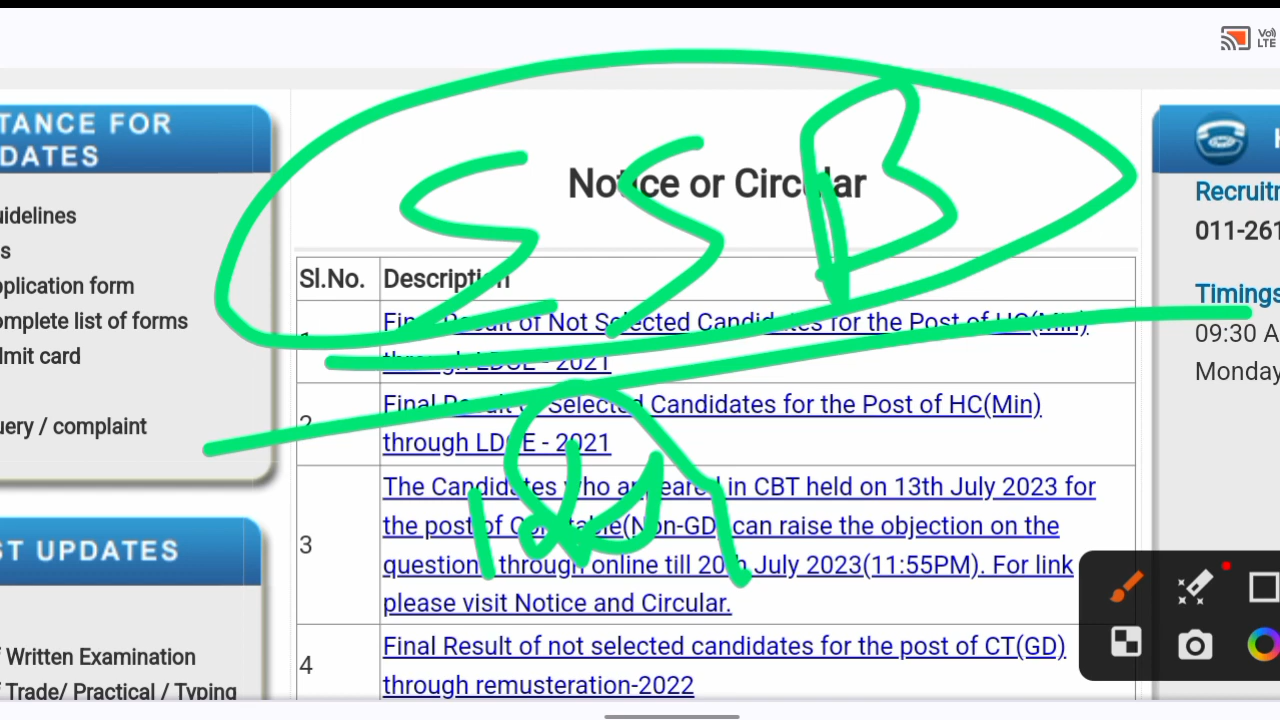 Vo)) LTE
TANCE FOR
DATES
uidelines
s
pplication form
omplete list of forms
lmit card
uery / complaint
ST UPDATES
Written Examination
Trade/ Practical / Typing
SSB
Notice or Circular
Sl.No. Description
1 Final Result of Not Selected Candidates for the Post of HC(Min)
through LDCE - 2021
2 Final Result of Selected Candidates for the Post of HC(Min)
through LDCE - 2021
3 The Candidates who appeared in CBT held on 13th July 2023 for
the post of Constable(Non-GD) can raise the objection on the
question through online till 20th July 2023(11:55PM). For link
please visit Notice and Circular.
4 Final Result of not selected candidates for the post of CT(GD)
through remusteration-2022
Recruitr
011-261
Timings
09:30 A
Monday